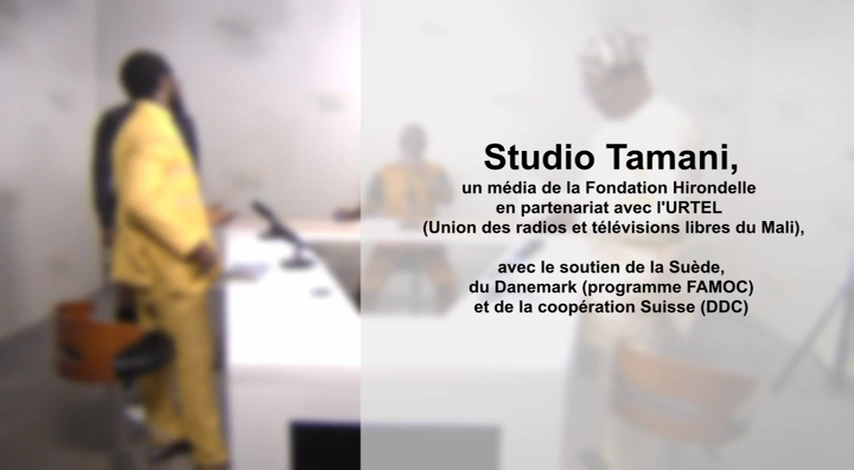 Studio Tamani,
un média de la Fondation Hirondelle
en partenariat avec l'URTEL
(Union des radios et télévisions libres du Mali),
avec le soutien de la Suède,
du Danemark (programme FAMOC)
et de la coopération Suisse (DDC)